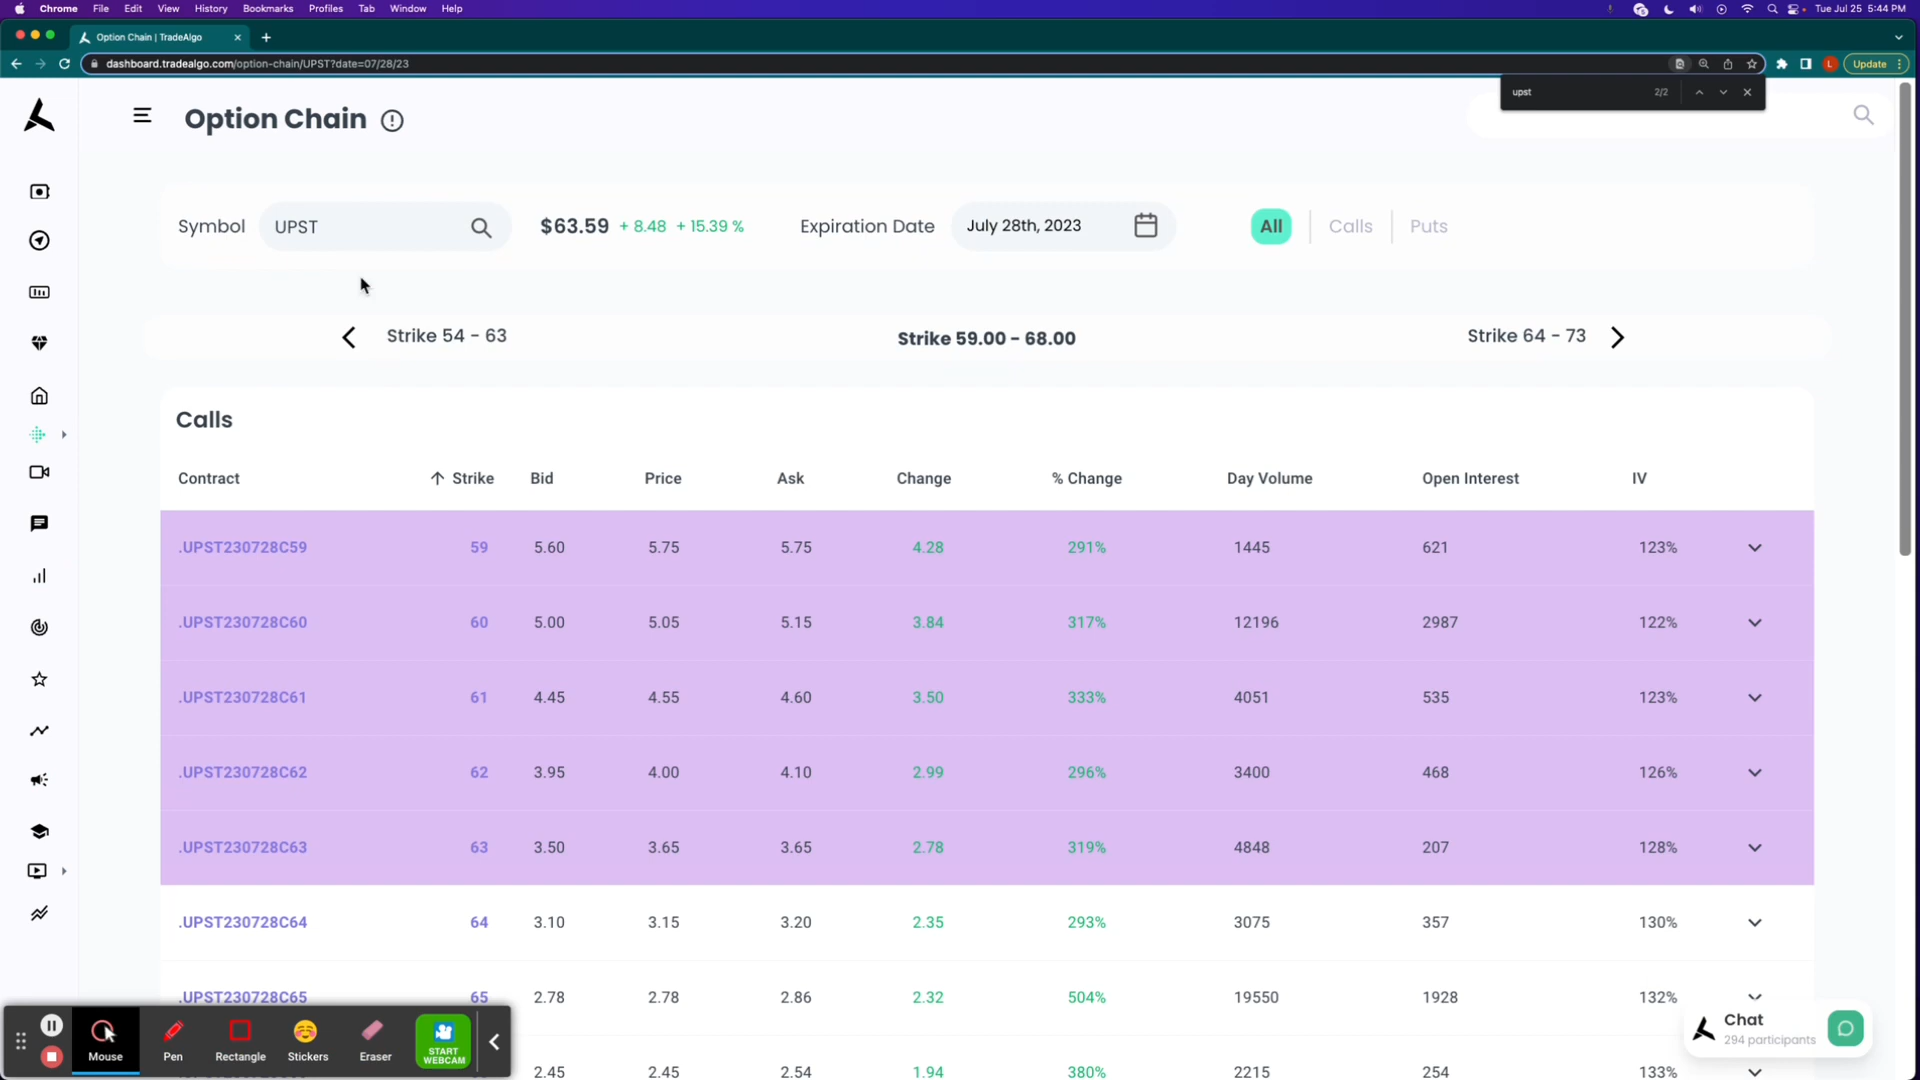 Chrome File Edit View History Bookmarks Profiles Tab Window Help Tue Jul 25 5:44 PM
Option Chain | TradeAlgo
dashboard.tradealgo.com/option-chain/UPST?date=07/28/23 L Update
upst 2/2
Option Chain
Symbol UPST $63.59 + 8.48 + 15.39 % Expiration Date July 28th, 2023 All Calls Puts
Strike 54 - 63 Strike 59.00 - 68.00 Strike 64 - 73
Calls
Contract Strike Bid Price Ask Change % Change Day Volume Open Interest IV
.UPST230728C59 59 5.60 5.75 5.75 4.28 291% 1445 621 123%
.UPST230728C60 60 5.00 5.05 5.15 3.84 317% 12196 2987 122%
.UPST230728C61 61 4.45 4.55 4.60 3.50 333% 4051 535 123%
.UPST230728C62 62 3.95 4.00 4.10 2.99 296% 3400 468 126%
.UPST230728C63 63 3.50 3.65 3.65 2.78 319% 4848 207 128%
.UPST230728C64 64 3.10 3.15 3.20 2.35 293% 3075 357 130%
.UPST230728C65 65 2.78 2.78 2.86 2.32 504% 19550 1928 132%
2.45 2.45 2.54 1.94 380% 2215 254 133%
Mouse Pen Rectangle Stickers Eraser START WEBCAM
Chat
294 participants